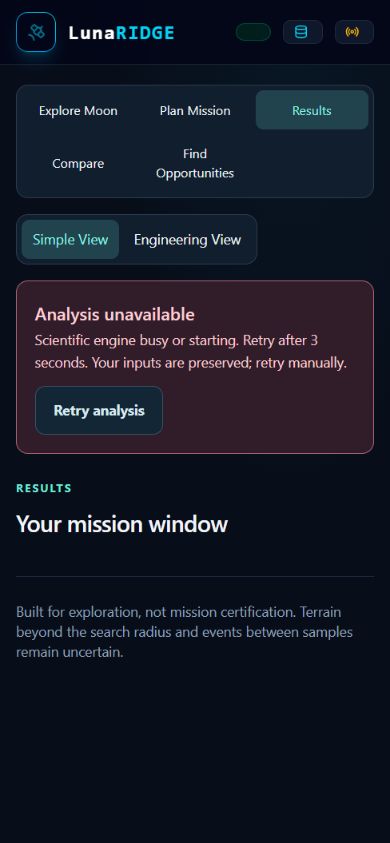 LunaRIDGE
Explore Moon
Plan Mission
Results
Compare
Find
Opportunities
Simple View
Engineering View
Analysis unavailable
Scientific engine busy or starting. Retry after 3
seconds. Your inputs are preserved; retry manually.
Retry analysis
RESULTS
Your mission window
Built for exploration, not mission certification. Terrain
beyond the search radius and events between samples
remain uncertain.